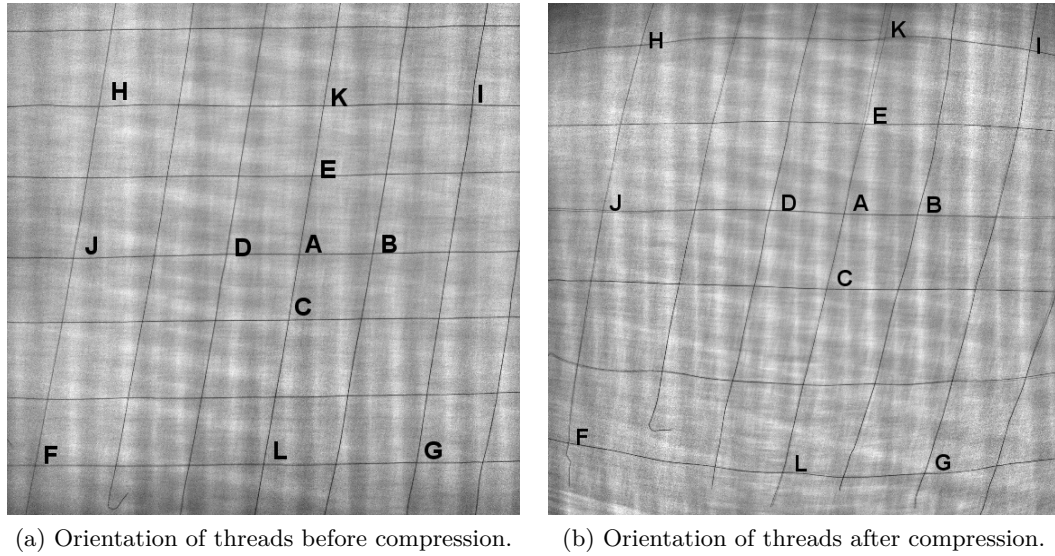 H K I
E
J D A B
C
F L G
K
H I
E
J D A B
C
F L G
(a) Orientation of threads before compression.
(b) Orientation of threads after compression.